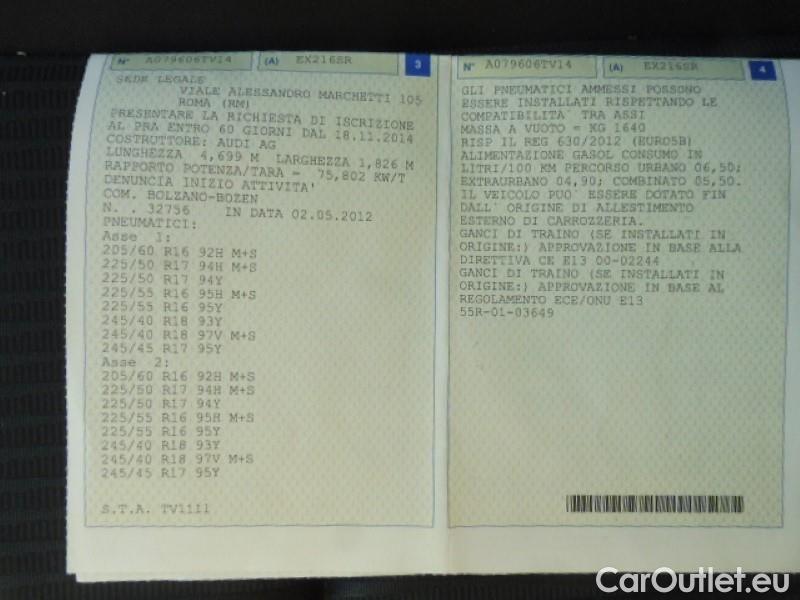 N° A079606TV14 (A) EX216SR 3
SEDE LEGALE
VIALE ALESSANDRO MARCHETTI 105
ROMA (RM)
PRESENTARE LA RICHIESTA DI ISCRIZIONE
AL PRA ENTRO 60 GIORNI DAL 18.11.2014
COSTRUTTORE: AUDI AG
LUNGHEZZA 4,699 M LARGHEZZA 1,826 M
RAPPORTO POTENZA/TARA = 75,802 KW/T
DENUNCIA INIZIO ATTIVITA'
COM. BOLZANO-BOZEN
N. . 32756 IN DATA 02.05.2012
PNEUMATICI:
Asse 1:
205/60 R16 92H M+S
225/50 R17 94H M+S
225/50 R17 94Y
225/55 R16 95H M+S
225/55 R16 95Y
245/40 R18 93Y
245/40 R18 97V M+S
245/45 R17 95Y
Asse 2:
205/60 R16 92H M+S
225/50 R17 94H M+S
225/50 R17 94Y
225/55 R16 95H M+S
225/55 R16 95Y
245/40 R18 93Y
245/40 R18 97V M+S
245/45 R17 95Y
S.T.A. TV1111
N° A079606TV14 (A) EX216SR 4
GLI PNEUMATICI AMMESSI POSSONO
ESSERE INSTALLATI RISPETTANDO LE
COMPATIBILITA' TRA ASSI
MASSA A VUOTO = KG 1640
RISP IL REG 630/2012 (EURO5B)
ALIMENTAZIONE GASOL CONSUMO IN
LITRI/100 KM PERCORSO URBANO 06,50;
EXTRAURBANO 04,90; COMBINATO 05,50.
IL VEICOLO PUO' ESSERE DOTATO FIN
DALL'ORIGINE DI ALLESTIMENTO
ESTERNO DI CARROZZERIA.
GANCI DI TRAINO (SE INSTALLATI IN
ORIGINE:) APPROVAZIONE IN BASE ALLA
DIRETTIVA CE E13 00-02244
GANCI DI TRAINO (SE INSTALLATI IN
ORIGINE:) APPROVAZIONE IN BASE AL
REGOLAMENTO ECE/ONU E13
55R-01-03649
CarOutlet.eu